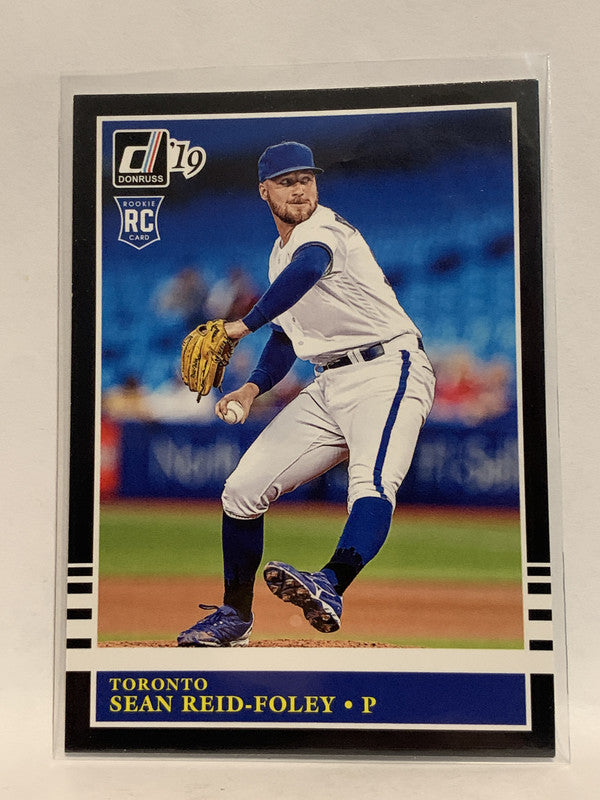 DONRUSS '19
ROOKIE
RC
CARD
TORONTO
SEAN REID-FOLEY • P